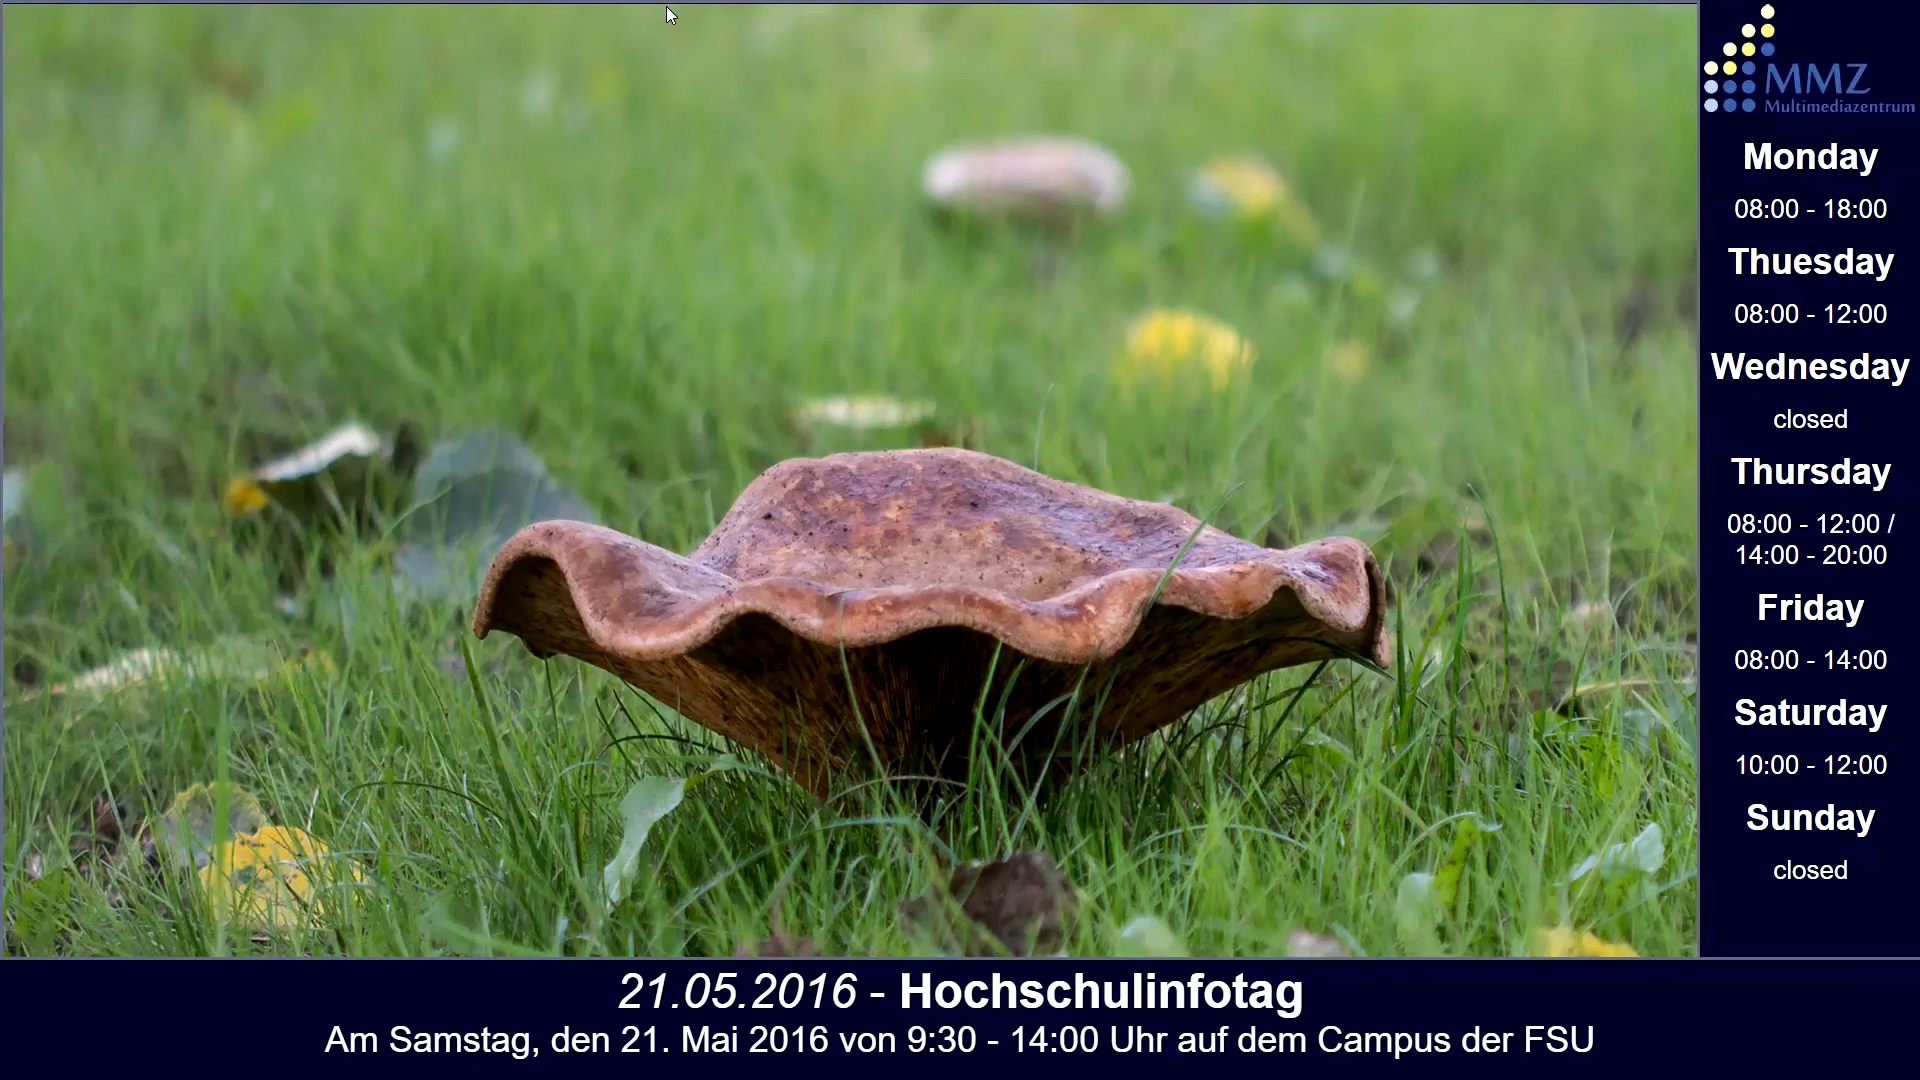 MMZ
Multimediazentrum
Monday
08:00 - 18:00
Thuesday
08:00 - 12:00
Wednesday
closed
Thursday
08:00 - 12:00 /
14:00 - 20:00
Friday
08:00 - 14:00
Saturday
10:00 - 12:00
Sunday
closed
21.05.2016 - Hochschulinfotag
Am Samstag, den 21. Mai 2016 von 9:30 - 14:00 Uhr auf dem Campus der FSU